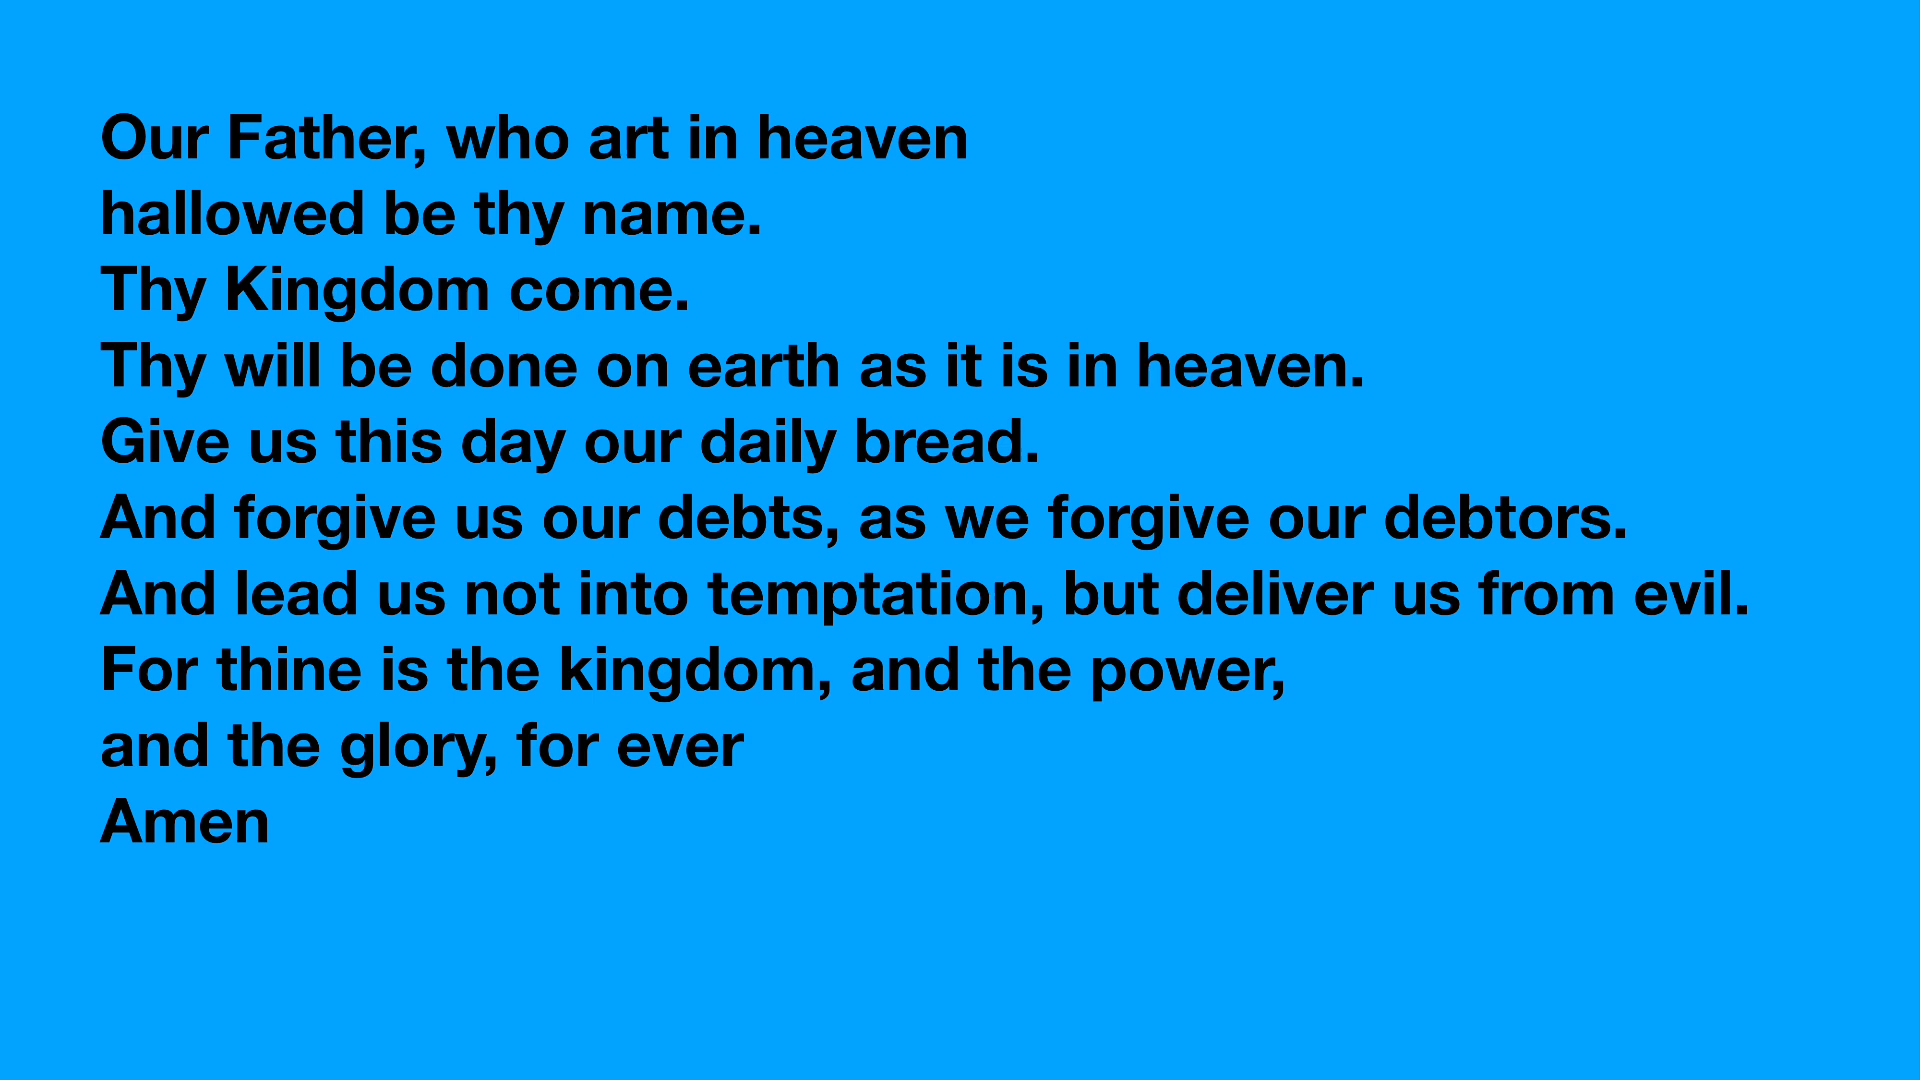 Our Father, who art in heaven
hallowed be thy name.
Thy Kingdom come.
Thy will be done on earth as it is in heaven.
Give us this day our daily bread.
And forgive us our debts, as we forgive our debtors.
And lead us not into temptation, but deliver us from evil.
For thine is the kingdom, and the power,
and the glory, for ever
Amen